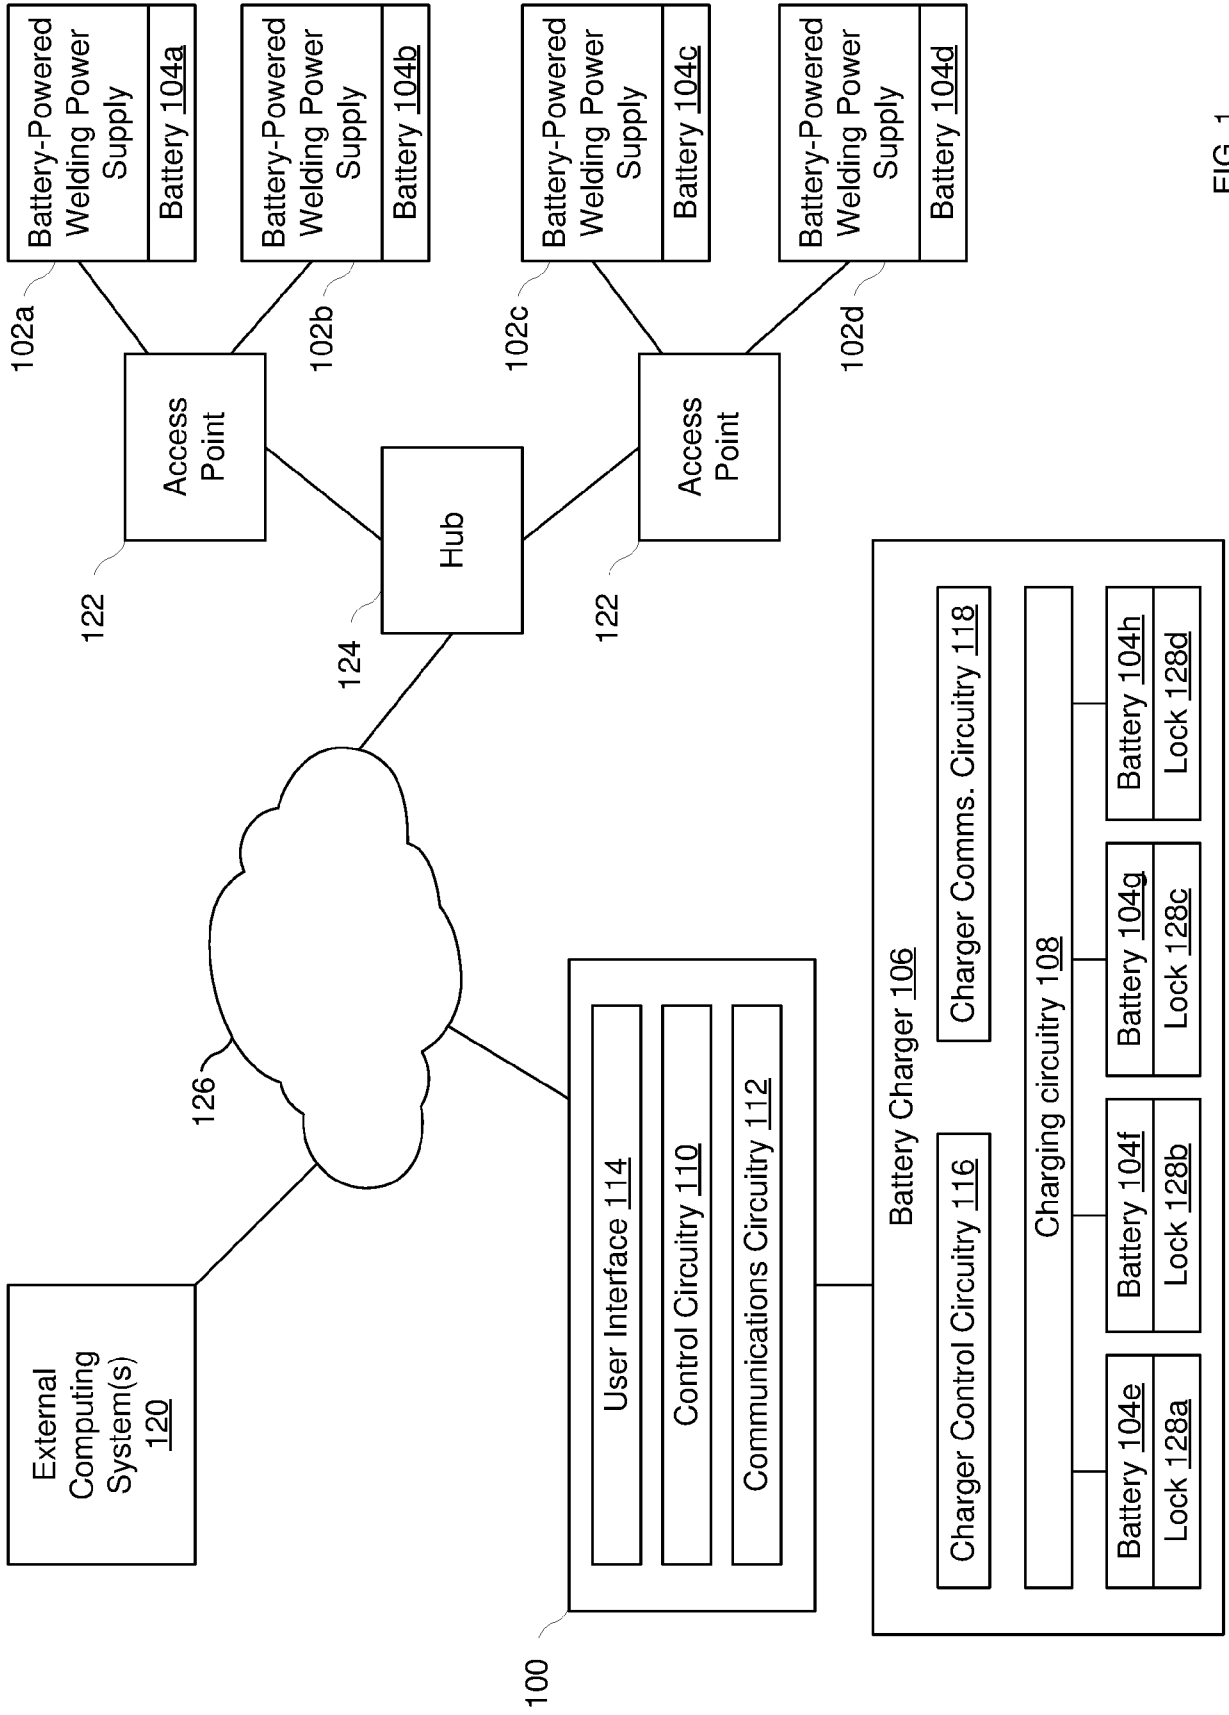 External
Computing
System(s)
120
126
100
User Interface 114
Control Circuitry 110
Communications Circuitry 112
Battery Charger 106
Charger Control Circuitry 116
Charger Comms. Circuitry 118
Charging circuitry 108
Battery 104e
Lock 128a
Battery 104f
Lock 128b
Battery 104g
Lock 128c
Battery 104h
Lock 128d
124
Hub
122
Access
Point
122
Access
Point
102a
Battery-Powered
Welding Power
Supply
Battery 104a
102b
Battery-Powered
Welding Power
Supply
Battery 104b
102c
Battery-Powered
Welding Power
Supply
Battery 104c
102d
Battery-Powered
Welding Power
Supply
Battery 104d
FIG. 1